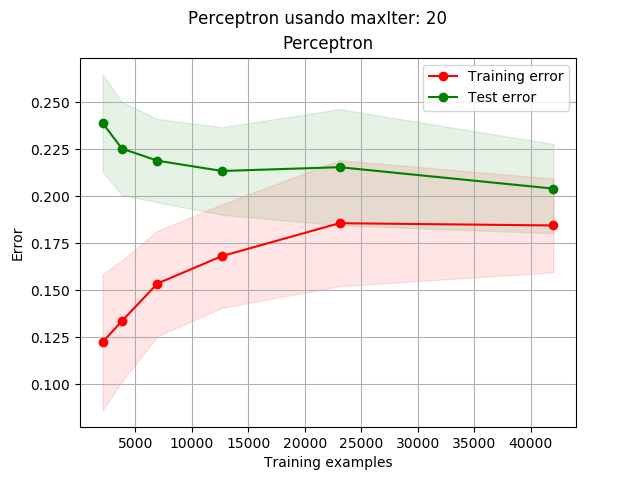 Perceptron usando maxIter: 20
Perceptron
Training error
Test error
0.250
0.225
0.200
0.175
0.150
0.125
0.100
Error
5000 10000 15000 20000 25000 30000 35000 40000
Training examples